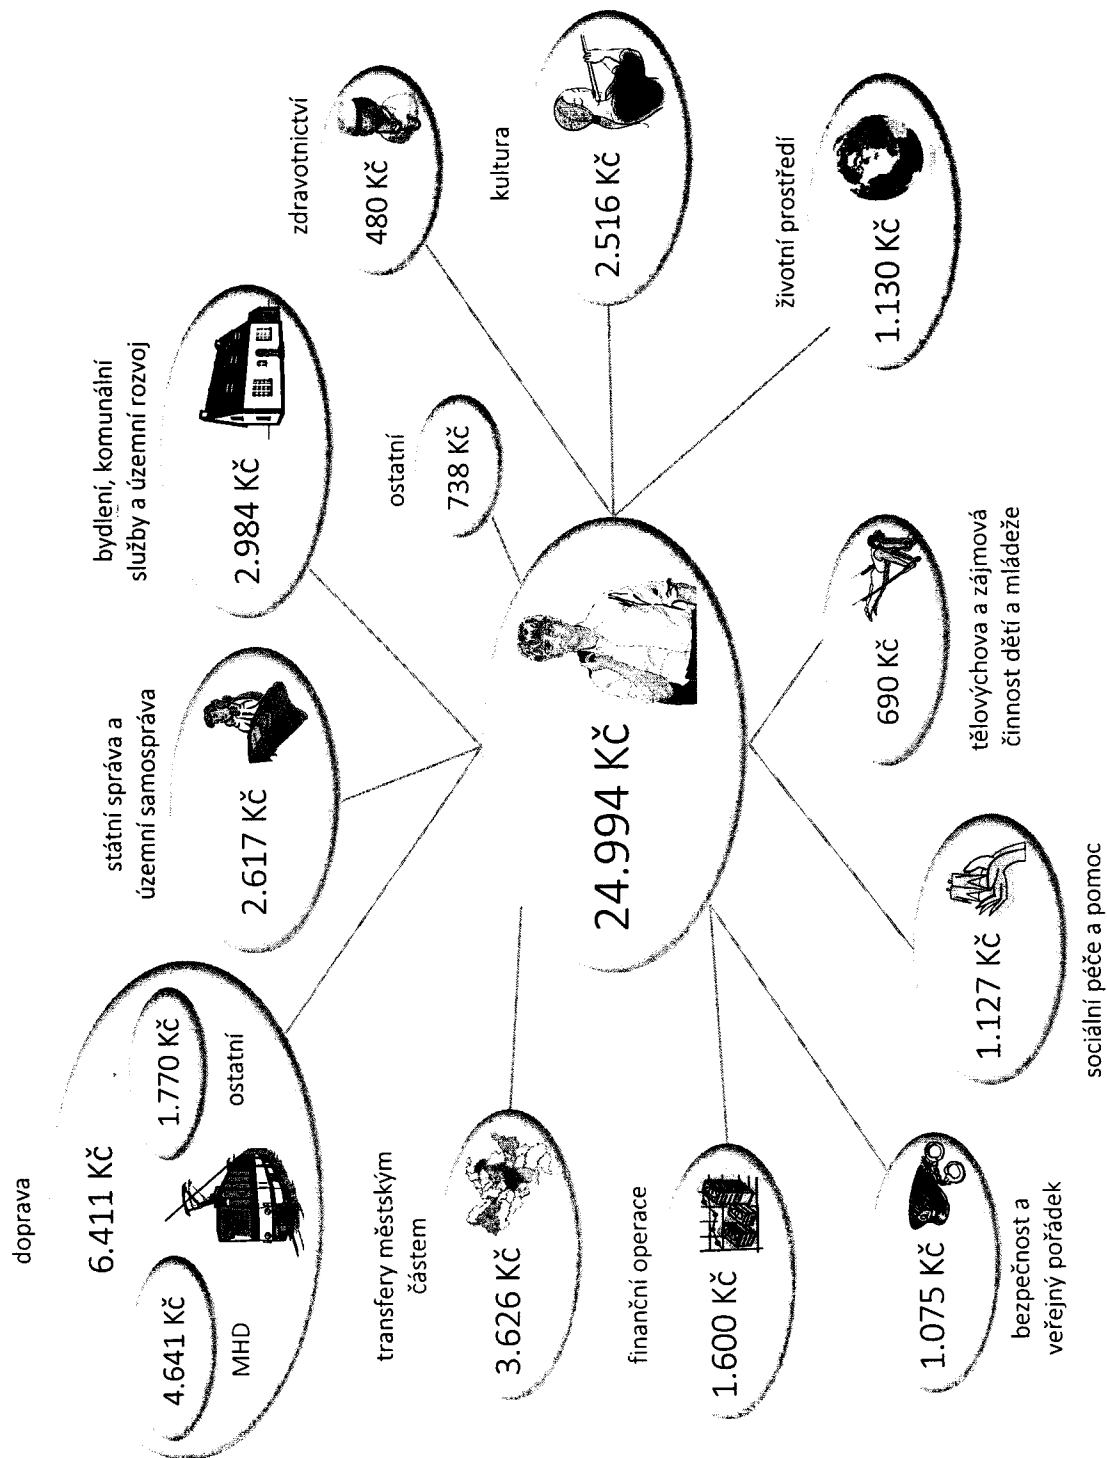 doprava
6.411 Kč
4.641 Kč
MHD
1.770 Kč
ostatní
státní správa a
územní samospráva
2.617 Kč
bydlení, komunální
služby a územní rozvoj
2.984 Kč
zdravotnictví
480 Kč
ostatní
738 Kč
kultura
2.516 Kč
transfery městským
částem
3.626 Kč
24.994 Kč
finanční operace
1.600 Kč
životní prostředí
1.130 Kč
1.075 Kč
bezpečnost a
veřejný pořádek
1.127 Kč
sociální péče a pomoc
690 Kč
tělovýchova a zájmová
činnost dětí a mládeže